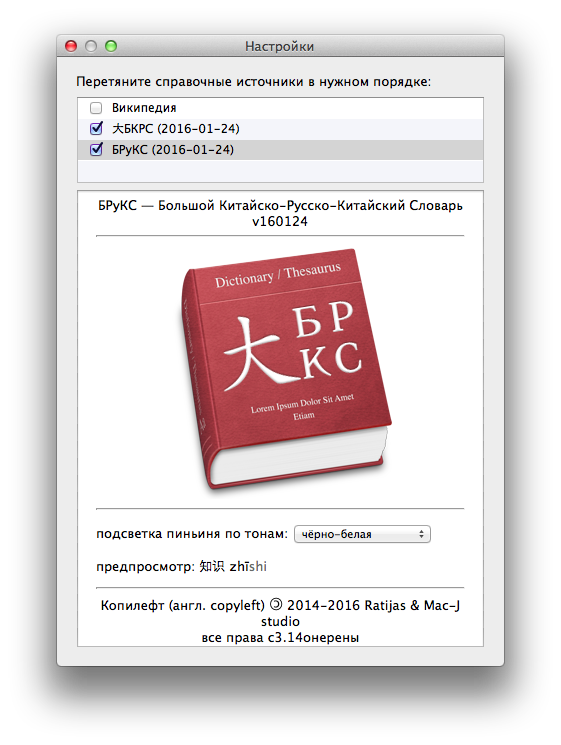 Настройки
Перетяните справочные источники в нужном порядке:
Википедия
大БКРС (2016-01-24)
БРуКС (2016-01-24)
БРуКС — Большой Китайско-Русско-Китайский Словарь
v160124
Dictionary / Thesaurus
大
БР
КС
Lorem Ipsum Dolor Sit Amet
Etiam
подсветка пиньиня по тонам: чёрно-белая
предпросмотр: 知识 zhīshi
Копилефт (англ. copyleft) 🄯 2014-2016 Ratijas & Mac-J
studio
все права с3.14онерены